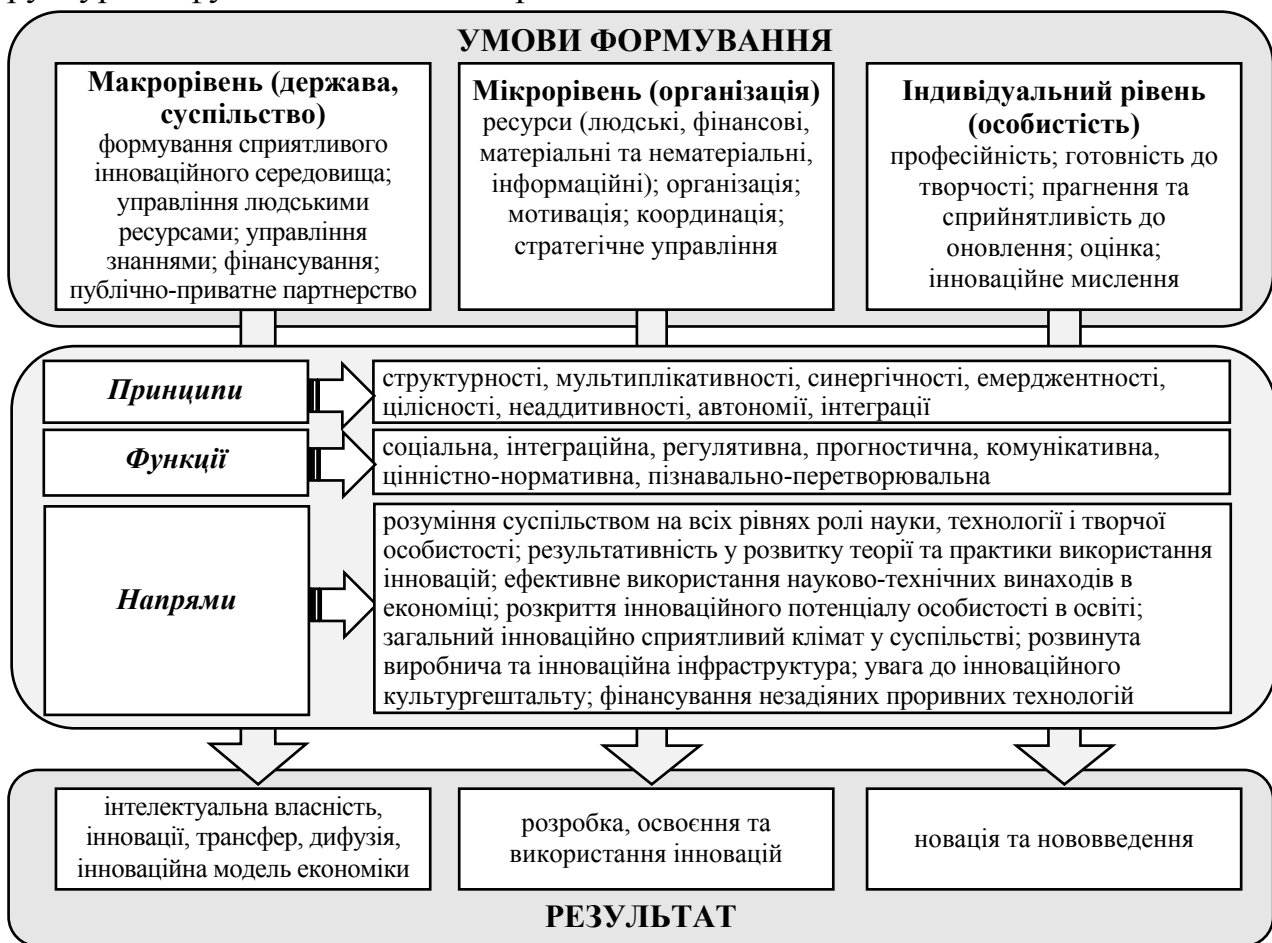 УМОВИ ФОРМУВАННЯ
Макрорівень (держава,
суспільство)
формування сприятливого
інноваційного середовища;
управління людськими
ресурсами; управління
знаннями; фінансування;
публічно-приватне партнерство
Мікрорівень (організація)
ресурси (людські, фінансові,
матеріальні та нематеріальні,
інформаційні); організація;
мотивація; координація;
стратегічне управління
Індивідуальний рівень
(особистість)
професійність; готовність до
творчості; прагнення та
сприйнятливість до
оновлення; оцінка;
інноваційне мислення
Принципи
структурності, мультиплікативності, синергічності, емерджентності,
цілісності, неаддитивності, автономії, інтеграції
Функції
соціальна, інтеграційна, регулятивна, прогностична, комунікативна,
цінністно-нормативна, пізнавально-перетворювальна
Напрями
розуміння суспільством на всіх рівнях ролі науки, технології і творчої
особистості; результативність у розвитку теорії та практики використання
інновацій; ефективне використання науково-технічних винаходів в
економіці; розкриття інноваційного потенціалу особистості в освіті;
загальний інноваційно сприятливий клімат у суспільстві; розвинута
виробнича та інноваційна інфраструктура; увага до інноваційного
культургештальту; фінансування незадіяних проривних технологій
інтелектуальна власність,
інновації, трансфер, дифузія,
інноваційна модель економіки
розробка, освоєння та
використання інновацій
новація та нововведення
РЕЗУЛЬТАТ